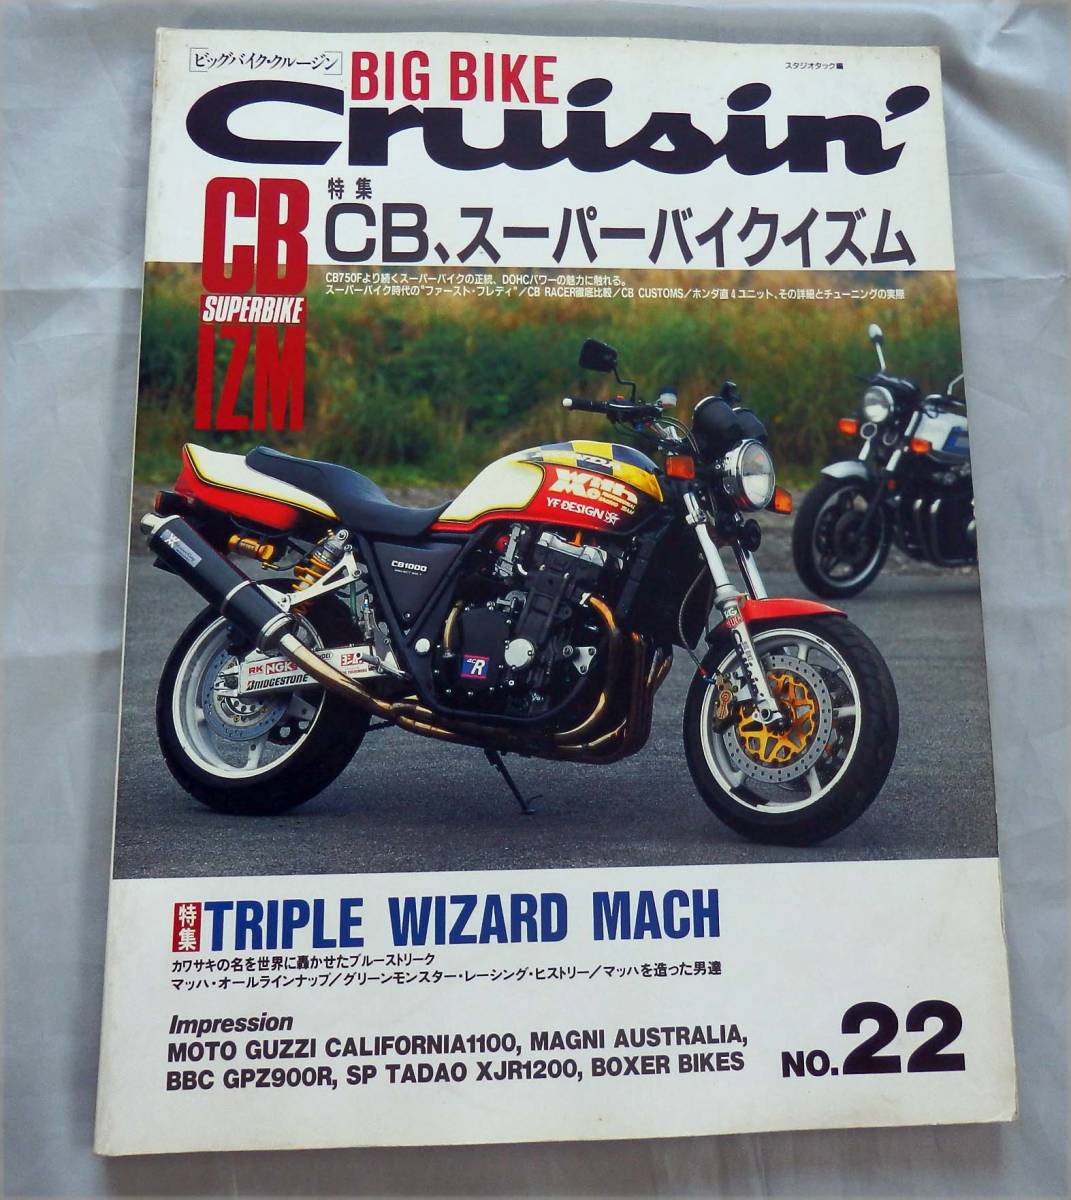 [ビッグバイク・クルージン]
BIG BIKE
スタジオタック編
Cruisin'
特集
CB、スーパーバイクイズム
CB
SUPERBIKE
IZM
CB750Fより続くスーパーバイクの正統、DOHCパワーの魅力に触れる。
スーパーバイク時代の"ファースト・フレディ"/CB RACER徹底比較/CB CUSTOMS/ホンダ直4ユニット、その詳細とチューニングの実際
YF・DESIGN
CB1000
RK NGK
BRIDGESTONE
特集
TRIPLE WIZARD MACH
カワサキの名を世界に轟かせたブルーストリーク
マッハ・オールラインナップ/グリーンモンスター・レーシング・ヒストリー/マッハを造った男達
Impression
MOTO GUZZI CALIFORNIA1100, MAGNI AUSTRALIA,
BBC GPZ900R, SP TADAO XJR1200, BOXER BIKES
NO.22